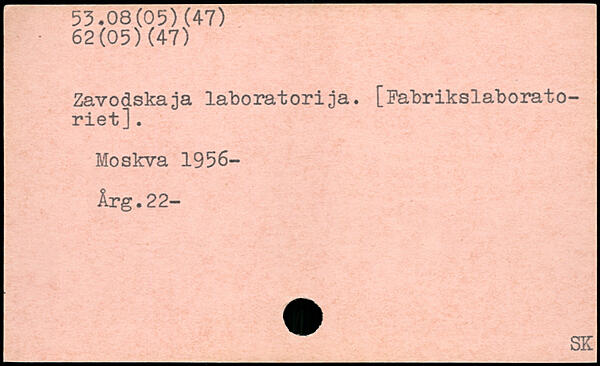 53.08(05)(47)
62(05)(47)
Zavodskaja laboratorija. [Fabrikslaborato-
riet].
Moskva 1956-
Årg.22-
SK